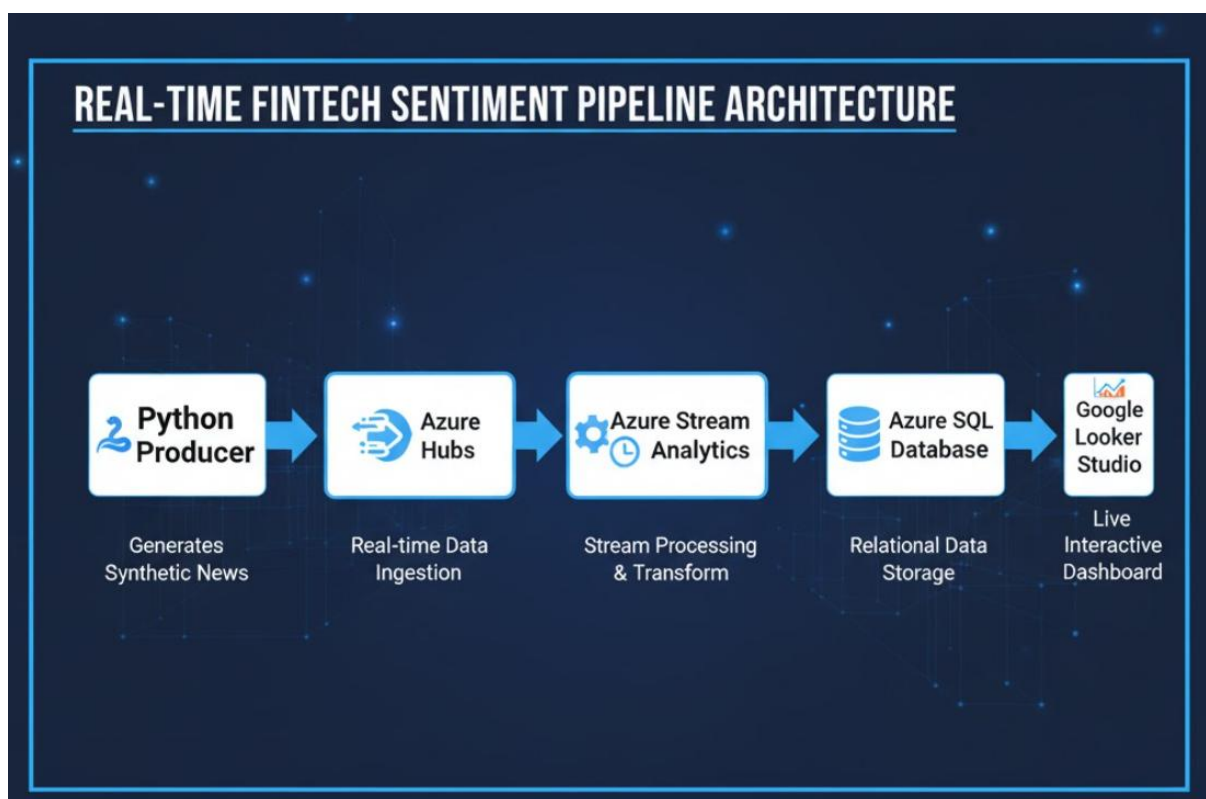 REAL-TIME FINTECH SENTIMENT PIPELINE ARCHITECTURE
Python
Producer
Generates
Synthetic News
Azure
Hubs
Real-time Data
Ingestion
Azure Stream
Analytics
Stream Processing
& Transform
Azure SQL
Database
Relational Data
Storage
Google
Looker
Studio
Live
Interactive
Dashboard